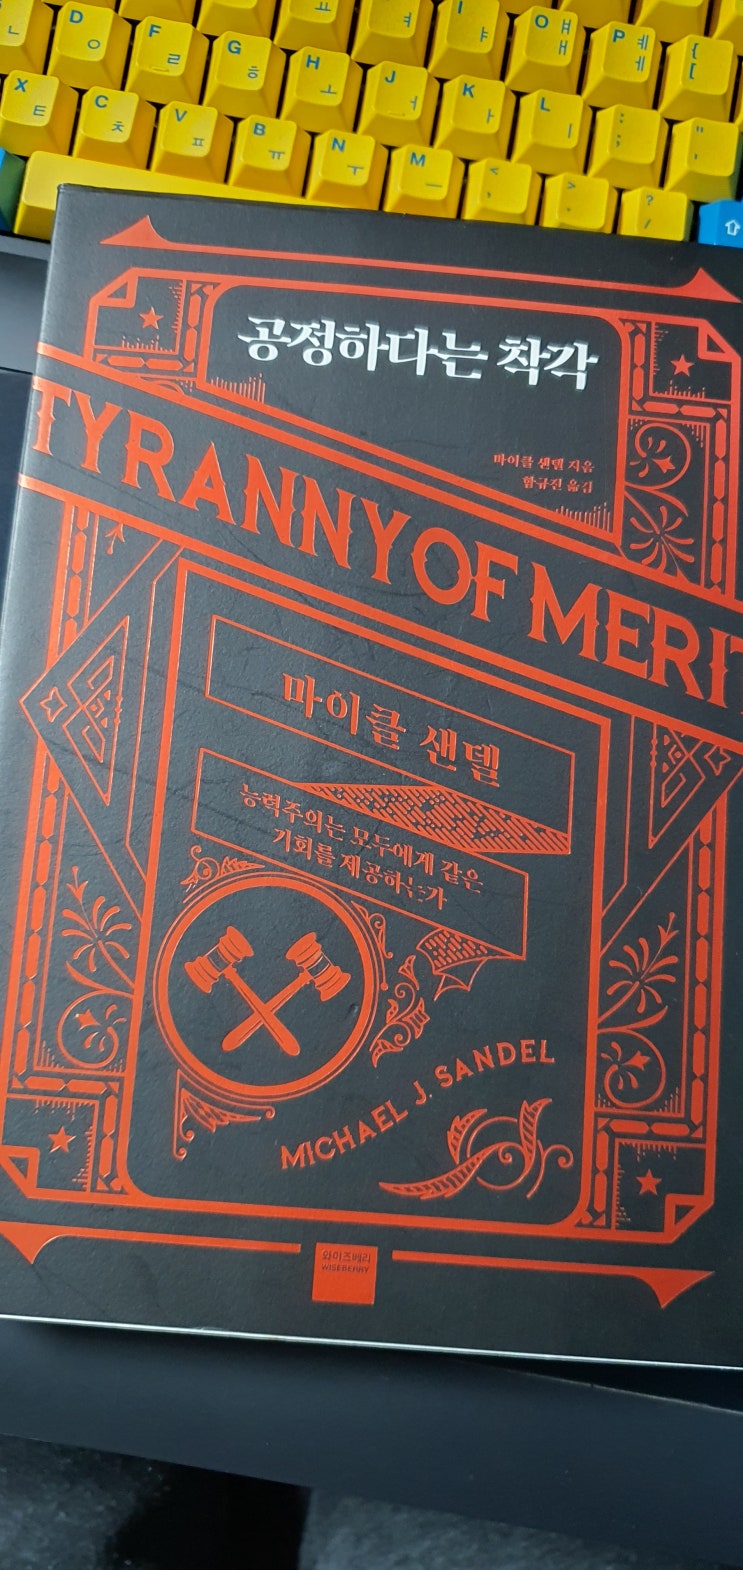 ㅛ ㅕ I ㅑ O ㅒ ㅐ P ㅖ ㅔ { [
ㄴ D ㅇ F ㄹ G ㅎ H ㅗ J ㅓ K ㅏ L ㅣ : ; " '
X ㅌ C ㅊ V ㅍ B ㅠ N ㅜ M ㅡ < , > . ? / ⇧
공정하다는 착각
마이클 샌델 지음
함규진 옮김
TYRANNY OF MERIT
마이클 샌델
능력주의는 모두에게 같은
기회를 제공하는가
MICHAEL J. SANDEL
와이즈베리
WISEBERRY